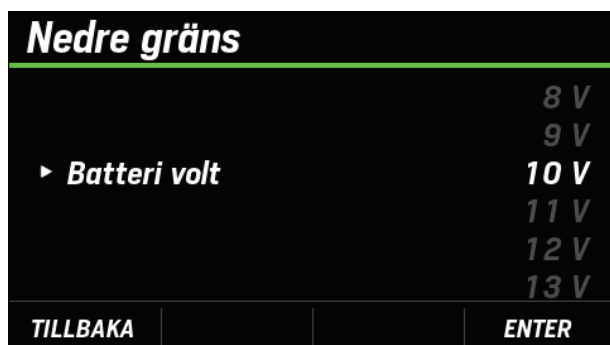 Nedre gräns
8 V
9 V
Batteri volt 10 V
11 V
12 V
13 V
TILLBAKA ENTER